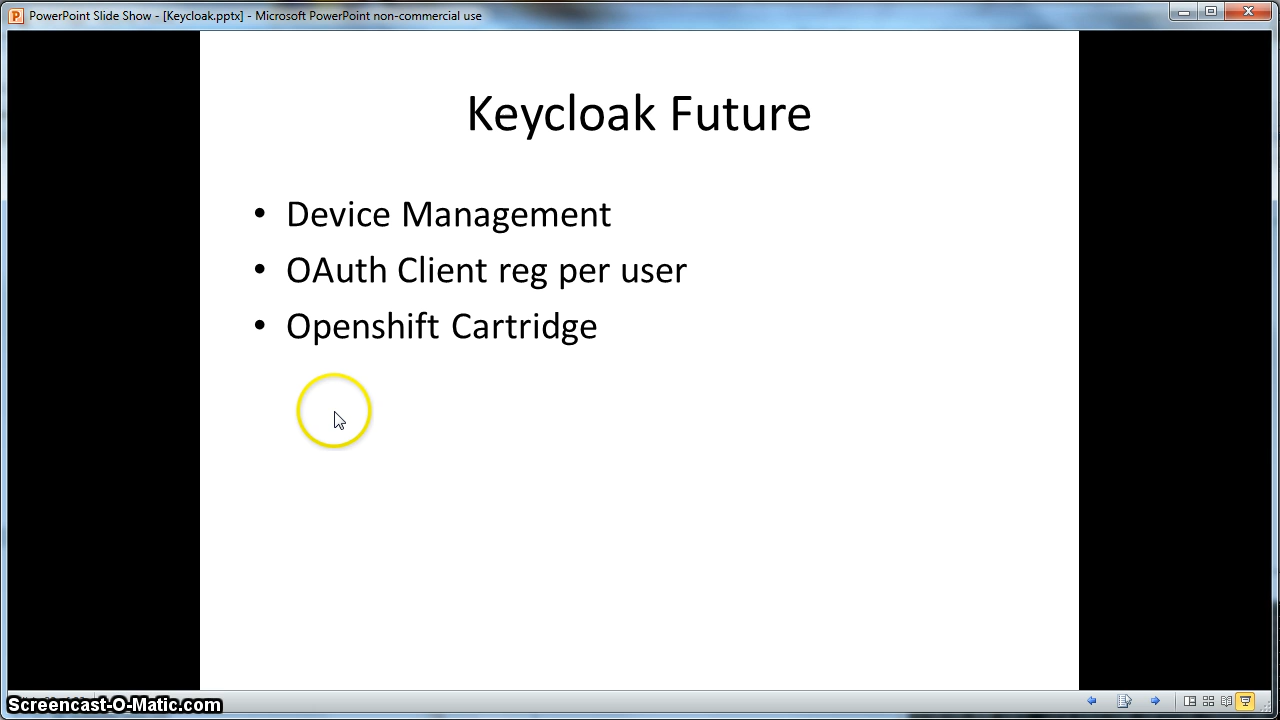 PowerPoint Slide Show - [Keycloak.pptx] - Microsoft PowerPoint non-commercial use
Keycloak Future
• Device Management
• OAuth Client reg per user
• Openshift Cartridge
Screencast-O-Matic.com